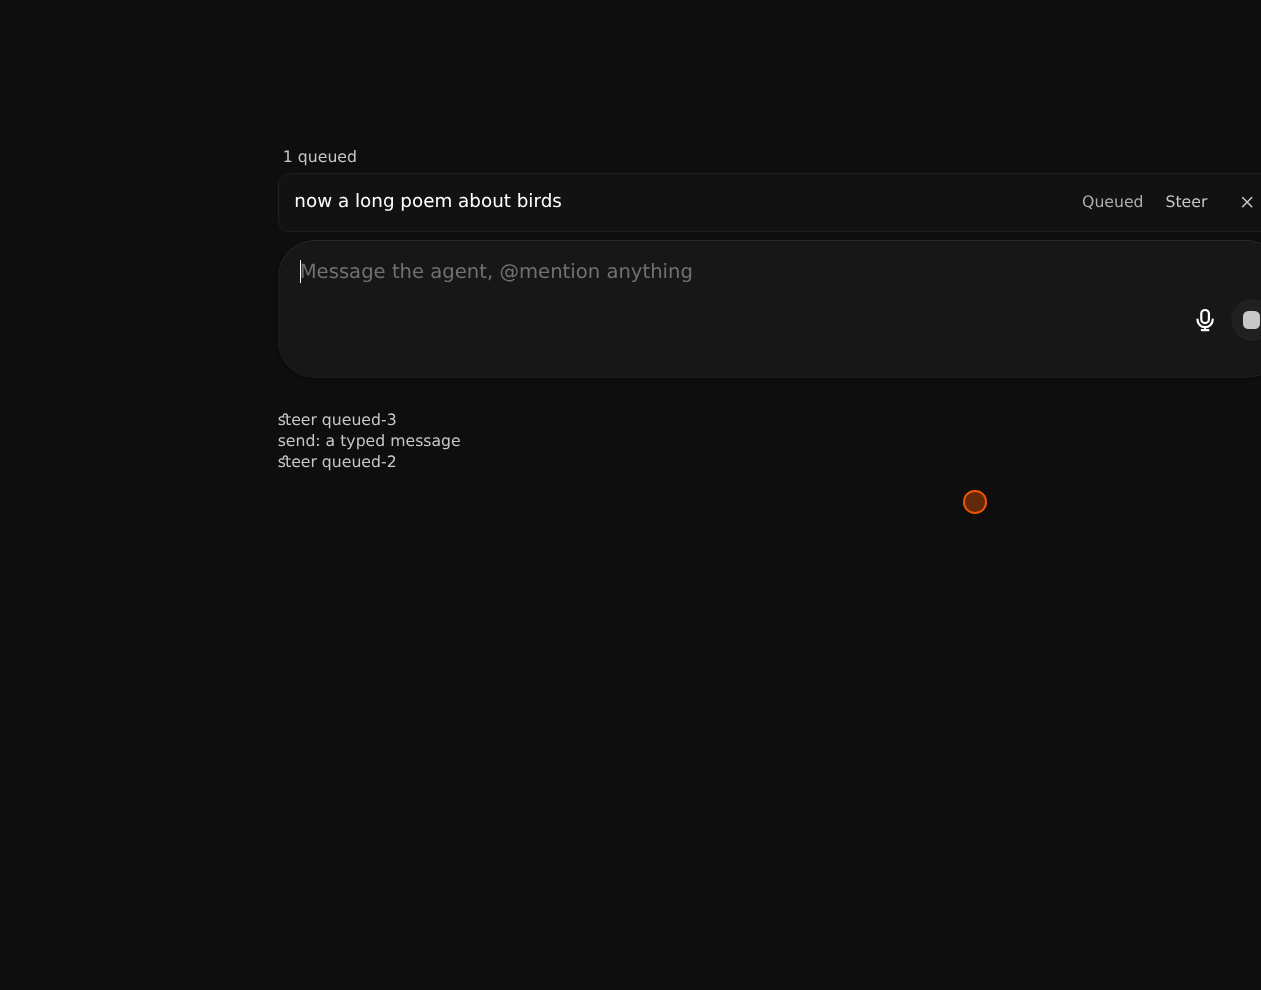 1 queued
now a long poem about birds Queued Steer
Message the agent, @mention anything
steer queued-3
send: a typed message
steer queued-2